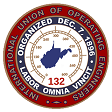 INTERNATIONAL UNION OF OPERATING ENGINEERS
ORGANIZED DEC. 7, 1896
132
LABOR OMNIA VINCIT